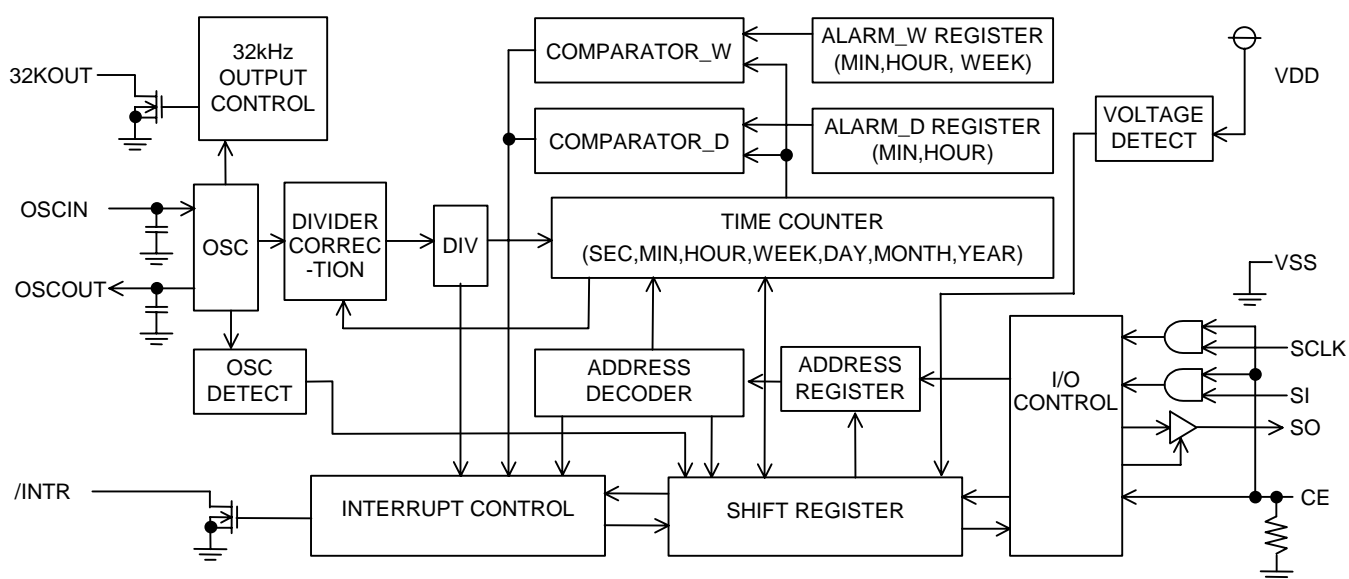 32KOUT
32kHz
OUTPUT
CONTROL
COMPARATOR_W
ALARM_W REGISTER
(MIN,HOUR, WEEK)
VDD
VOLTAGE
DETECT
COMPARATOR_D
ALARM_D REGISTER
(MIN,HOUR)
OSCIN
OSC
DIVIDER
CORREC
-TION
DIV
TIME COUNTER
(SEC,MIN,HOUR,WEEK,DAY,MONTH,YEAR)
OSCOUT
VSS
OSC
DETECT
ADDRESS
DECODER
ADDRESS
REGISTER
I/O
CONTROL
SCLK
SI
SO
/INTR
INTERRUPT CONTROL
SHIFT REGISTER
CE